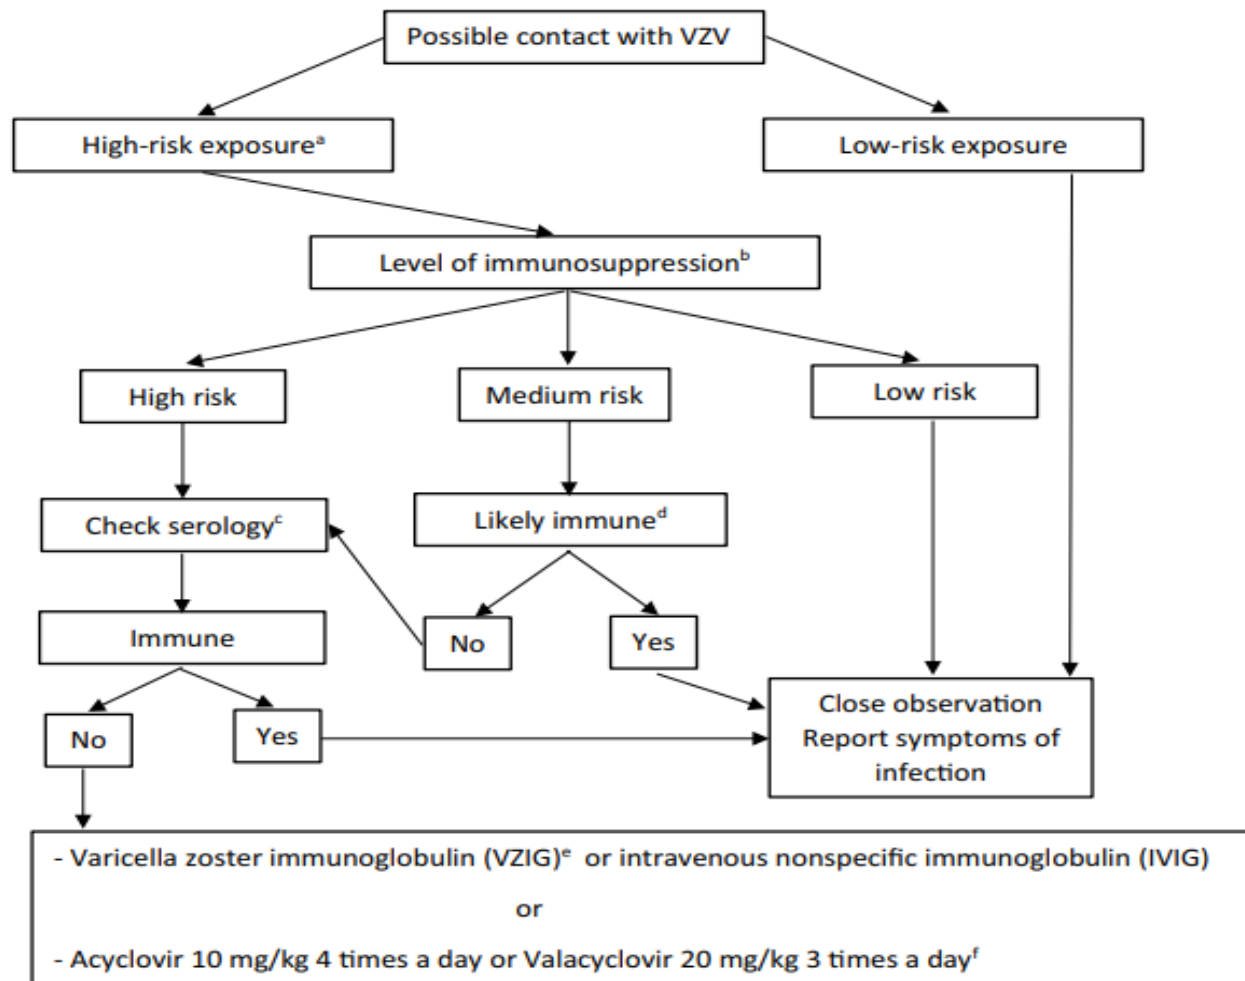 Possible contact with VZV
High-risk exposureᵃ
Low-risk exposure
Level of immunosuppressionᵇ
High risk
Medium risk
Low risk
Check serologyᶜ
Likely immuneᵈ
Immune
No
Yes
No
Yes
Close observation
Report symptoms of
infection
- Varicella zoster immunoglobulin (VZIG)ᵉ or intravenous nonspecific immunoglobulin (IVIG)
or
- Acyclovir 10 mg/kg 4 times a day or Valacyclovir 20 mg/kg 3 times a dayᶠ